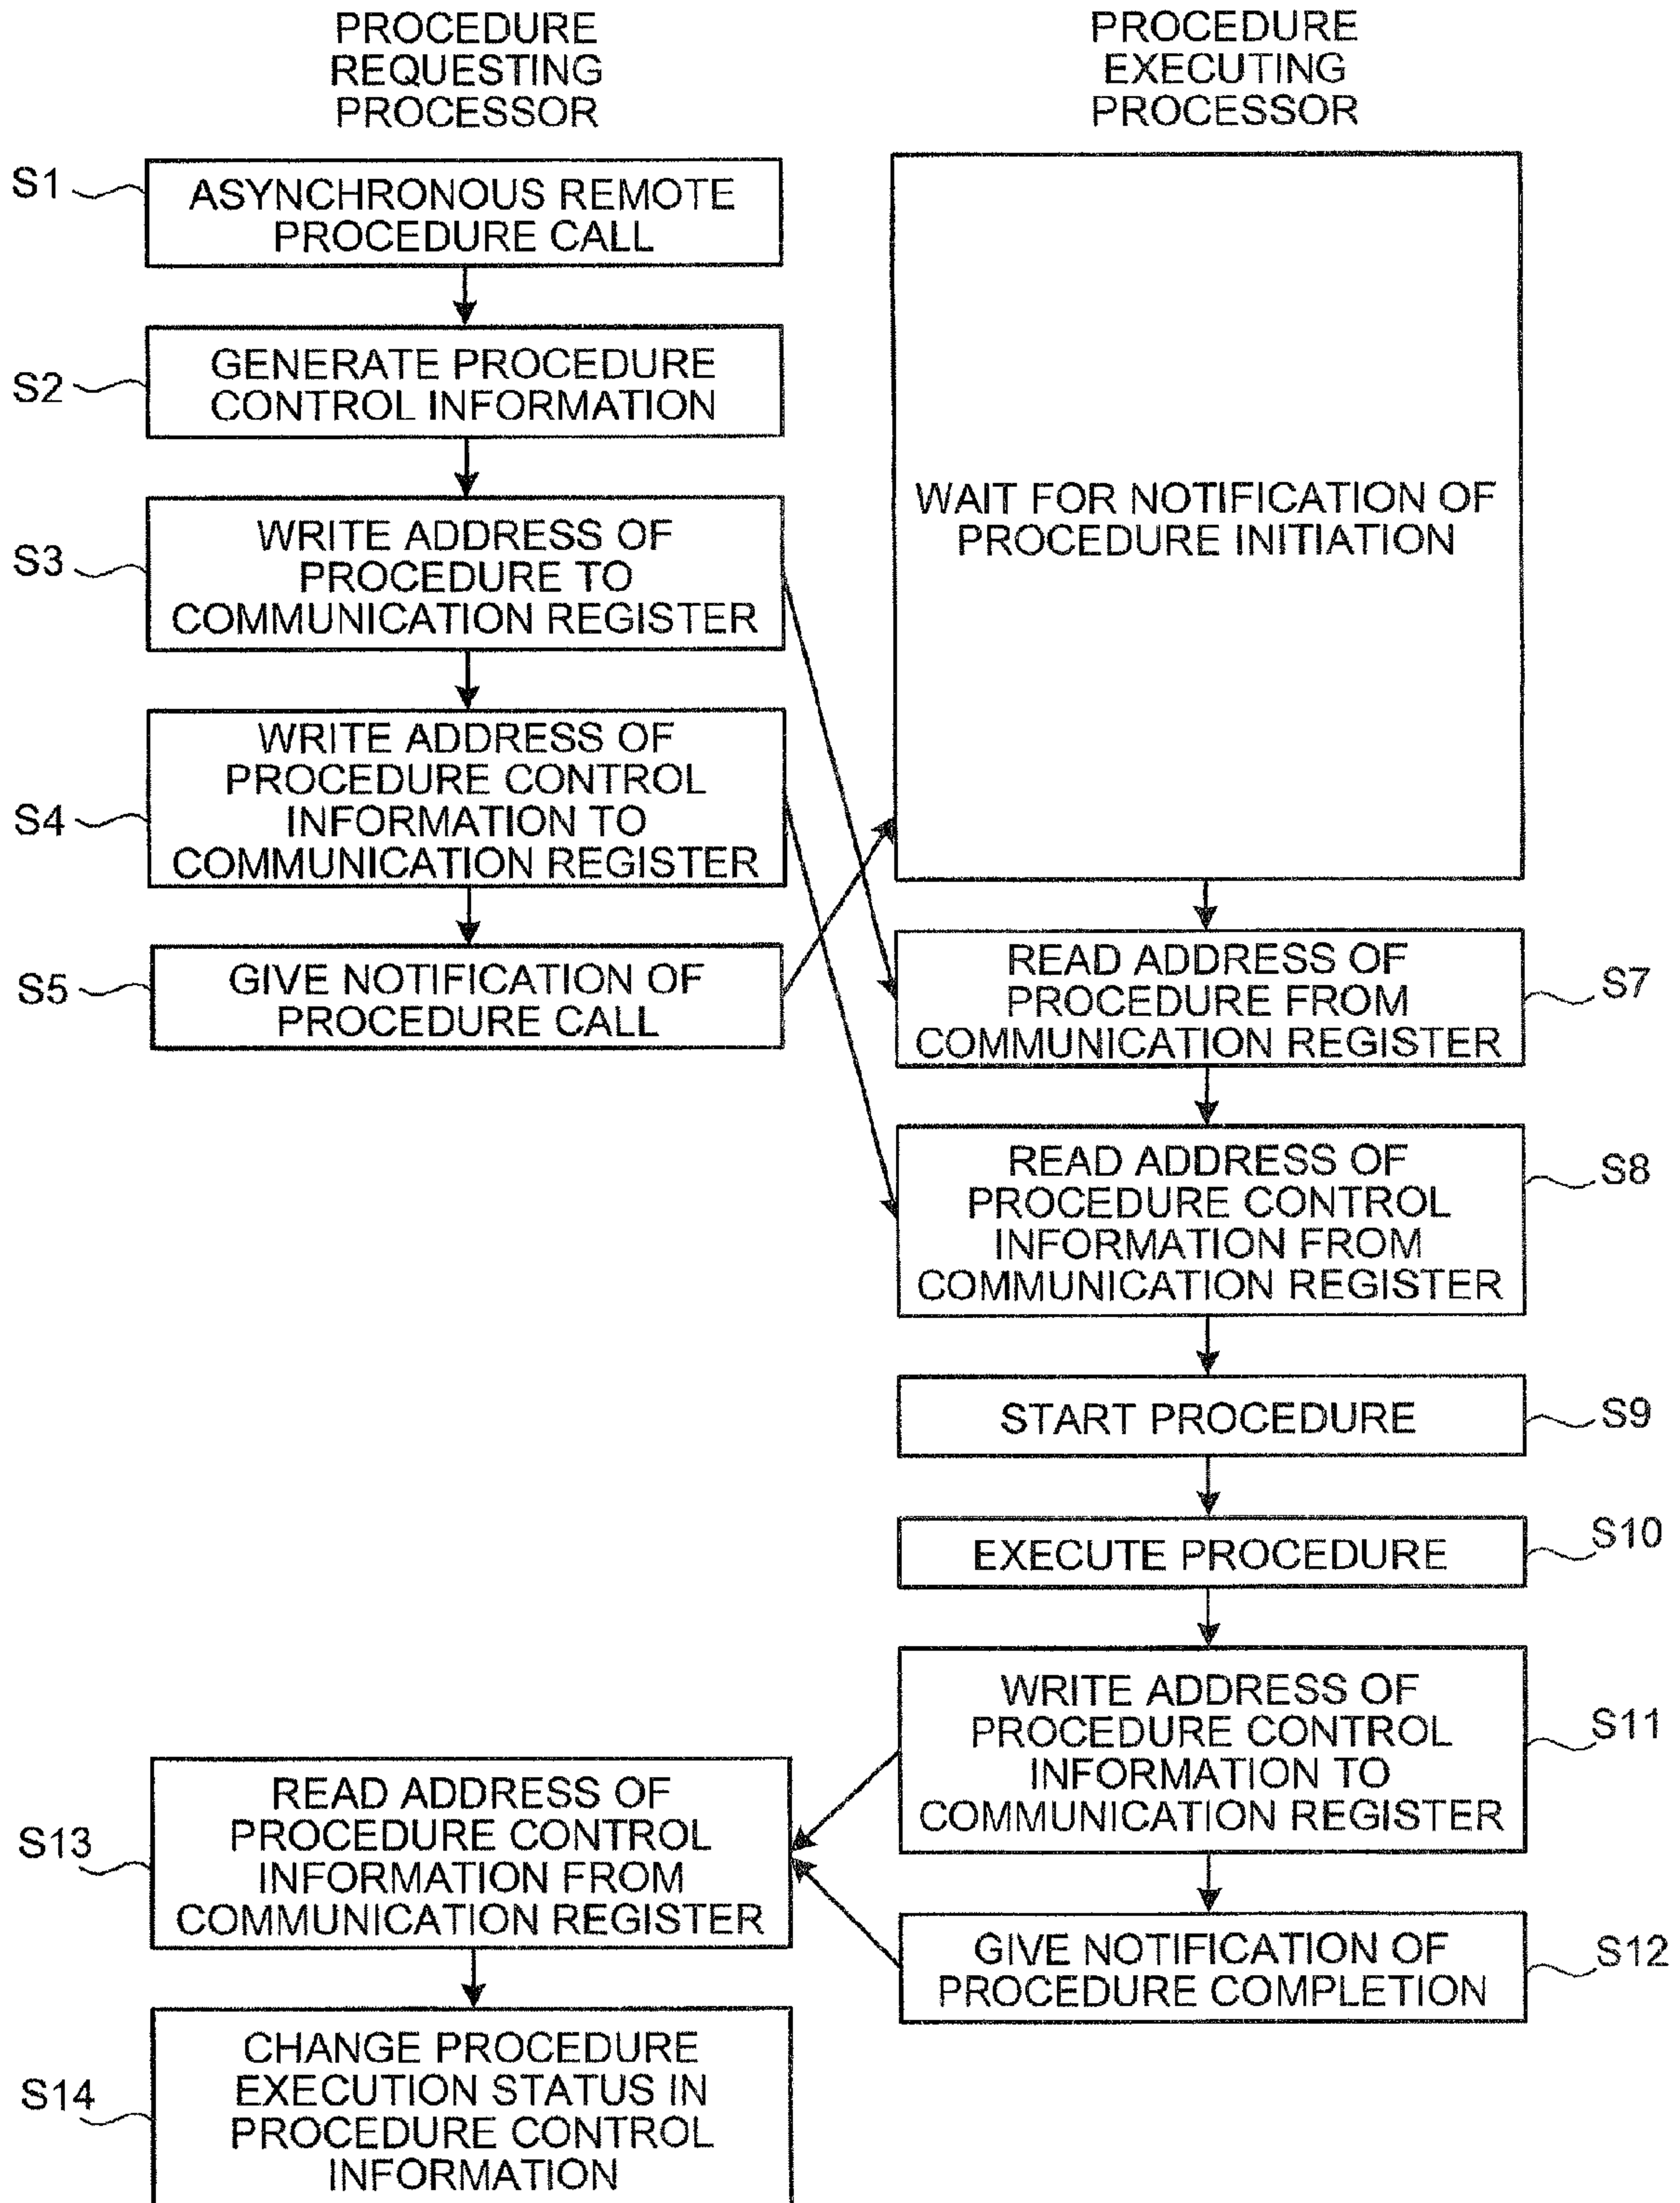 PROCEDURE
REQUESTING
PROCESSOR
PROCEDURE
EXECUTING
PROCESSOR
S1
ASYNCHRONOUS REMOTE
PROCEDURE CALL
S2
GENERATE PROCEDURE
CONTROL INFORMATION
S3
WRITE ADDRESS OF
PROCEDURE TO
COMMUNICATION REGISTER
WAIT FOR NOTIFICATION OF
PROCEDURE INITIATION
S4
WRITE ADDRESS OF
PROCEDURE CONTROL
INFORMATION TO
COMMUNICATION REGISTER
S5
GIVE NOTIFICATION OF
PROCEDURE CALL
READ ADDRESS OF
PROCEDURE FROM
COMMUNICATION REGISTER
S7
READ ADDRESS OF
PROCEDURE CONTROL
INFORMATION FROM
COMMUNICATION REGISTER
S8
START PROCEDURE
S9
EXECUTE PROCEDURE
S10
WRITE ADDRESS OF
PROCEDURE CONTROL
INFORMATION TO
COMMUNICATION REGISTER
S11
S13
READ ADDRESS OF
PROCEDURE CONTROL
INFORMATION FROM
COMMUNICATION REGISTER
GIVE NOTIFICATION OF
PROCEDURE COMPLETION
S12
S14
CHANGE PROCEDURE
EXECUTION STATUS IN
PROCEDURE CONTROL
INFORMATION